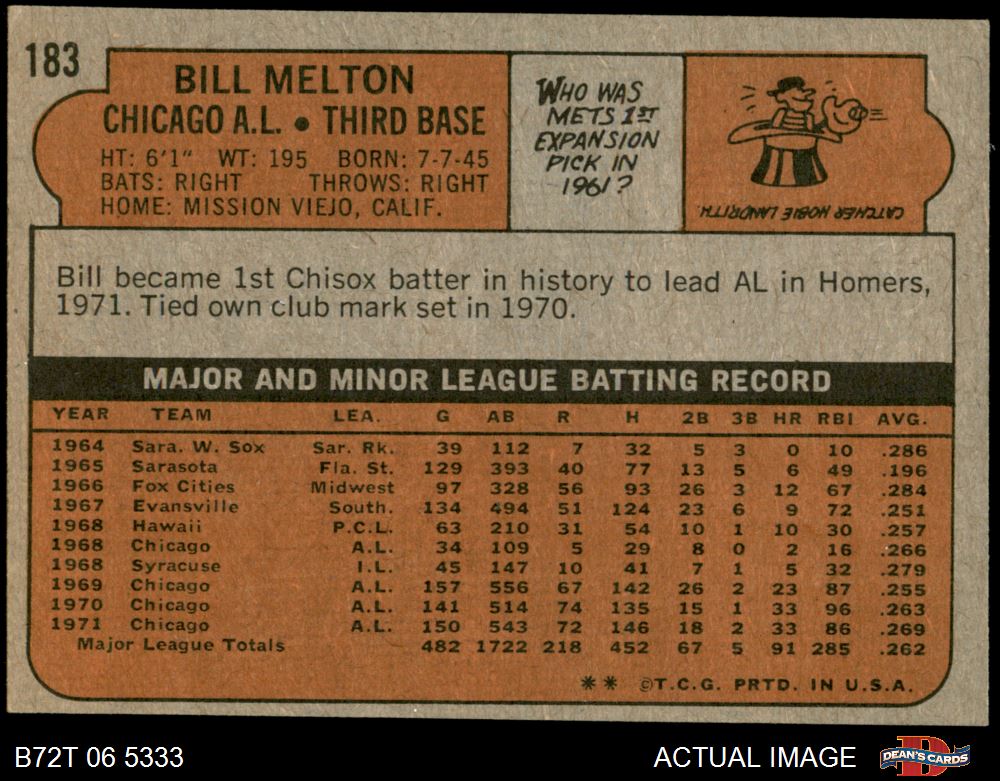 183
BILL MELTON
CHICAGO A.L. • THIRD BASE
HT: 6'1" WT: 195 BORN: 7-7-45
BATS: RIGHT THROWS: RIGHT
HOME: MISSION VIEJO, CALIF.
WHO WAS
METS 1ST
EXPANSION
PICK IN
1961?
CATCHER HOBIE LANDRITH.
Bill became 1st Chisox batter in history to lead AL in Homers,
1971. Tied own club mark set in 1970.
MAJOR AND MINOR LEAGUE BATTING RECORD
YEAR TEAM LEA. G AB R H 2B 3B HR RBI AVG.
1964 Sara. W. Sox Sar. Rk. 39 112 7 32 5 3 0 10 .286
1965 Sarasota Fla. St. 129 393 40 77 13 5 6 49 .196
1966 Fox Cities Midwest 97 328 56 93 26 3 12 67 .284
1967 Evansville South. 134 494 51 124 23 6 9 72 .251
1968 Hawaii P.C.L. 63 210 31 54 10 1 10 30 .257
1968 Chicago A.L. 34 109 5 29 8 0 2 16 .266
1968 Syracuse I.L. 45 147 10 41 7 1 5 32 .279
1969 Chicago A.L. 157 556 67 142 26 2 23 87 .255
1970 Chicago A.L. 141 514 74 135 15 1 33 96 .263
1971 Chicago A.L. 150 543 72 146 18 2 33 86 .269
Major League Totals 482 1722 218 452 67 5 91 285 .262
** ©T.C.G. PRTD. IN U.S.A.
B72T 06 5333
ACTUAL IMAGE
D
DEAN'S CARDS